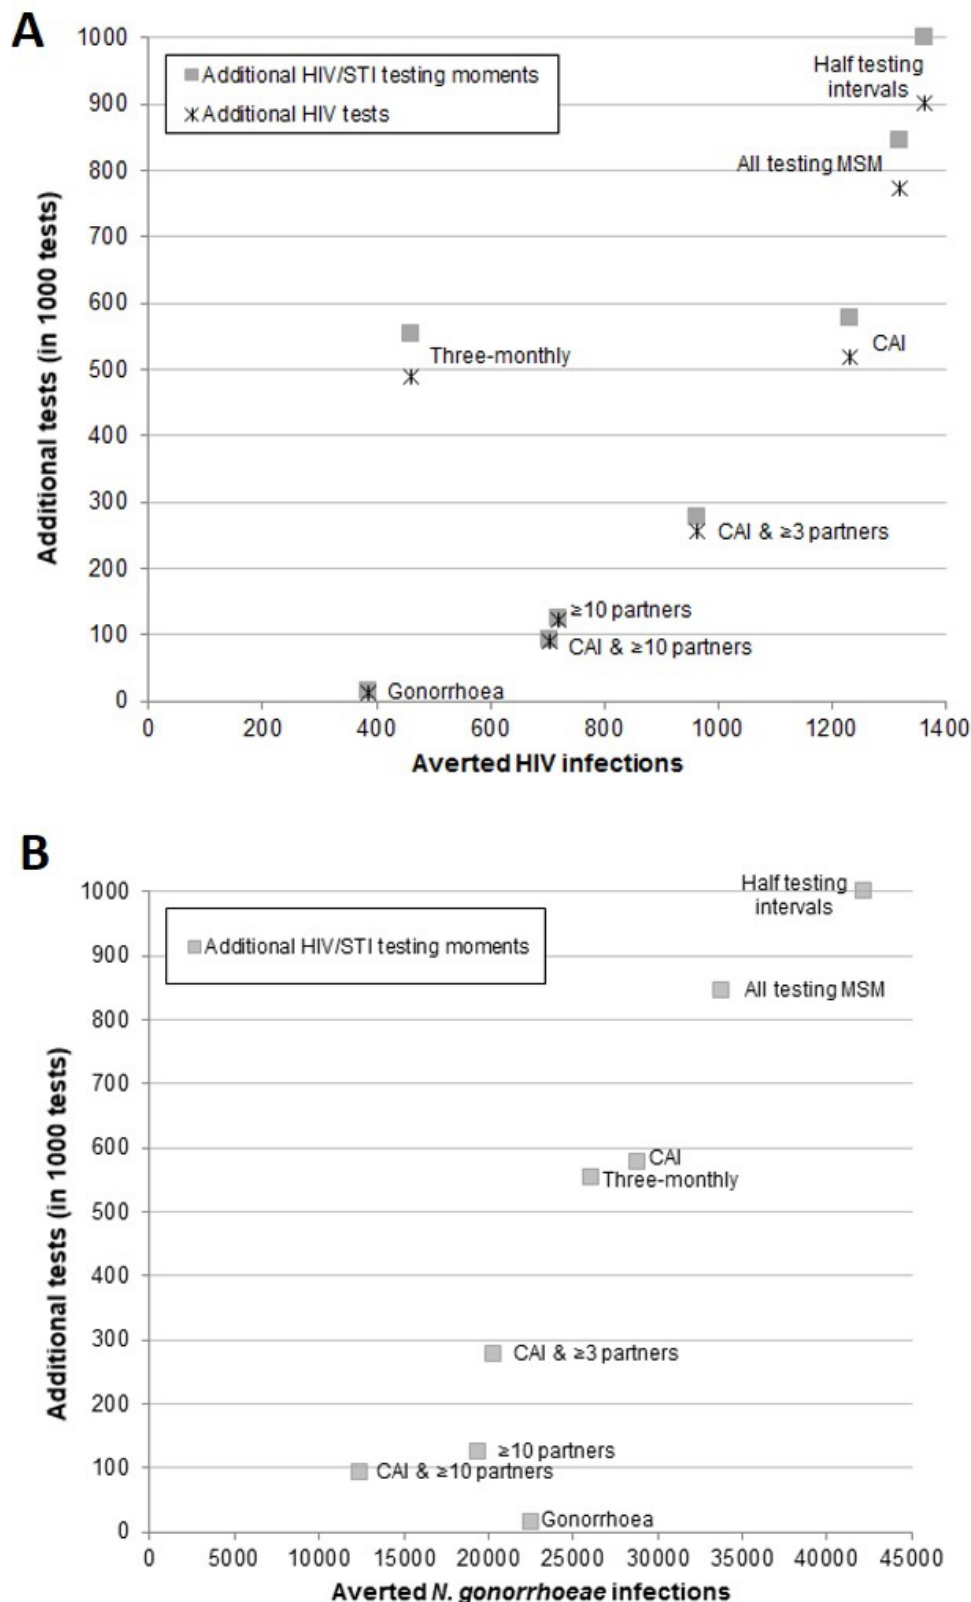 A
1000
900
800
700
600
500
400
300
200
100
0
Additional tests (in 1000 tests)
Additional HIV/STI testing moments
Additional HIV tests
Half testing
intervals
All testing MSM
CAI
Three-monthly
CAI & ≥3 partners
≥10 partners
CAI & ≥10 partners
Gonorrhoea
0 200 400 600 800 1000 1200 1400
Averted HIV infections
B
1000
900
800
700
600
500
400
300
200
100
0
Additional tests (in 1000 tests)
Additional HIV/STI testing moments
Half testing
intervals
All testing MSM
CAI
Three-monthly
CAI & ≥3 partners
≥10 partners
CAI & ≥10 partners
Gonorrhoea
0 5000 10000 15000 20000 25000 30000 35000 40000 45000
Averted N. gonorrhoeae infections